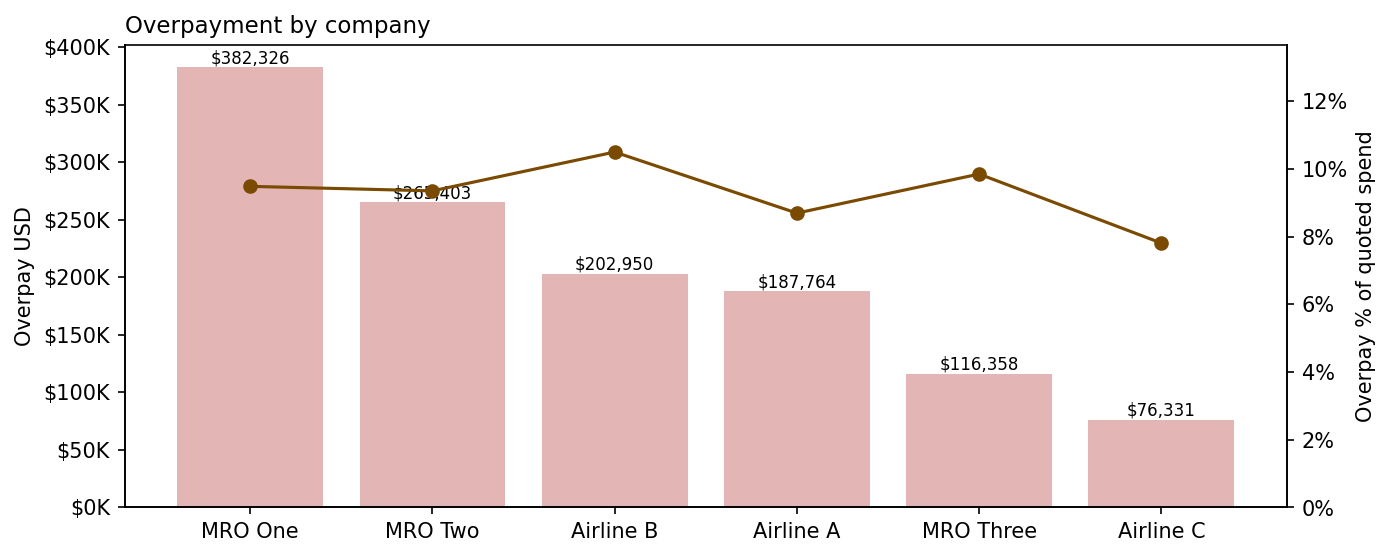 Overpayment by company
$400K
$350K
$300K
$250K
$200K
$150K
$100K
$50K
$0K
Overpay USD
$382,326
$265,403
$202,950
$187,764
$116,358
$76,331
MRO One
MRO Two
Airline B
Airline A
MRO Three
Airline C
12%
10%
8%
6%
4%
2%
0%
Overpay % of quoted spend